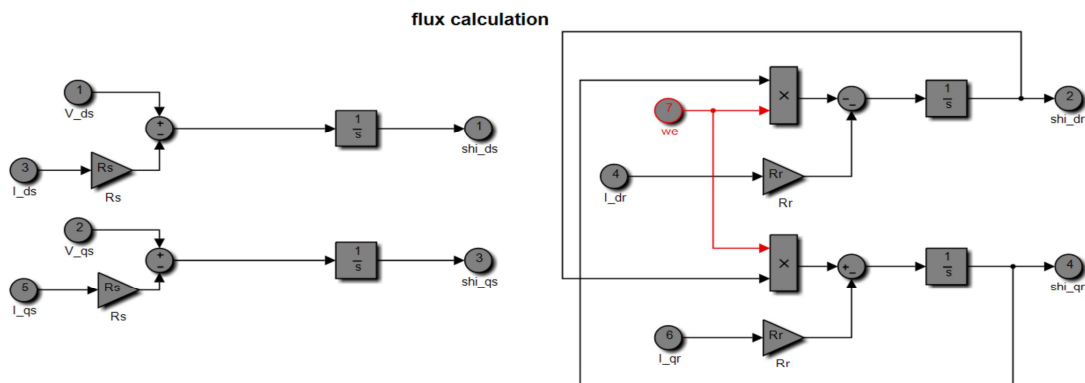 flux calculation
1
V_ds
+
−
3
I_ds
Rs
Rs
1
s
1
shi_ds
2
V_qs
+
−
5
I_qs
Rs
Rs
1
s
3
shi_qs
7
we
×
−
−
1
s
2
shi_dr
4
I_dr
Rr
Rr
×
+
−
1
s
4
shi_qr
6
I_qr
Rr
Rr